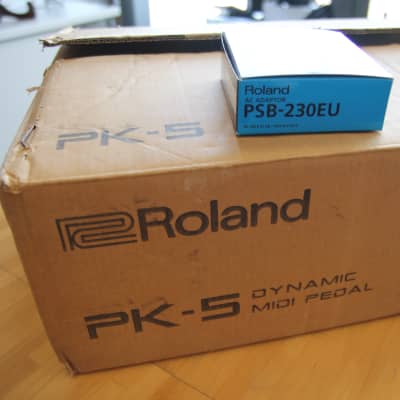 Roland
AC ADAPTOR
PSB-230EU
PK-5
Roland
PK-5 DYNAMIC
MIDI PEDAL